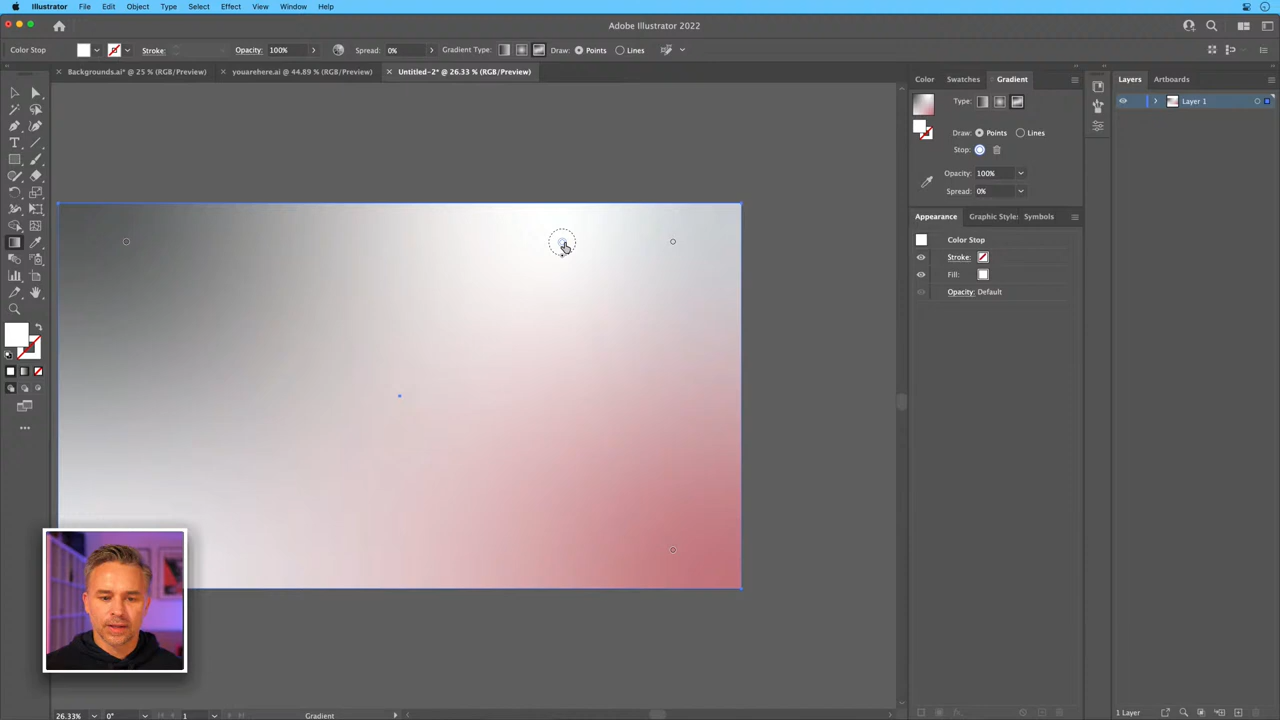 Illustrator File Edit Object Type Select Effect View Window Help
Adobe Illustrator 2022
Color Stop Stroke: Opacity: 100% Spread: 0% Gradient Type: Draw: Points Lines
Backgrounds.ai* @ 25 % (RGB/Preview) youarehere.ai @ 44.89 % (RGB/Preview) Untitled-2* @ 26.33 % (RGB/Preview)
Color Swatches Gradient
Layers Artboards
Type:
Layer 1
Draw: Points Lines
Stop:
Opacity: 100%
Spread: 0%
Appearance Graphic Style: Symbols
Color Stop
Stroke:
Fill:
Opacity: Default
26.33% 0° 1 Gradient
1 Layer